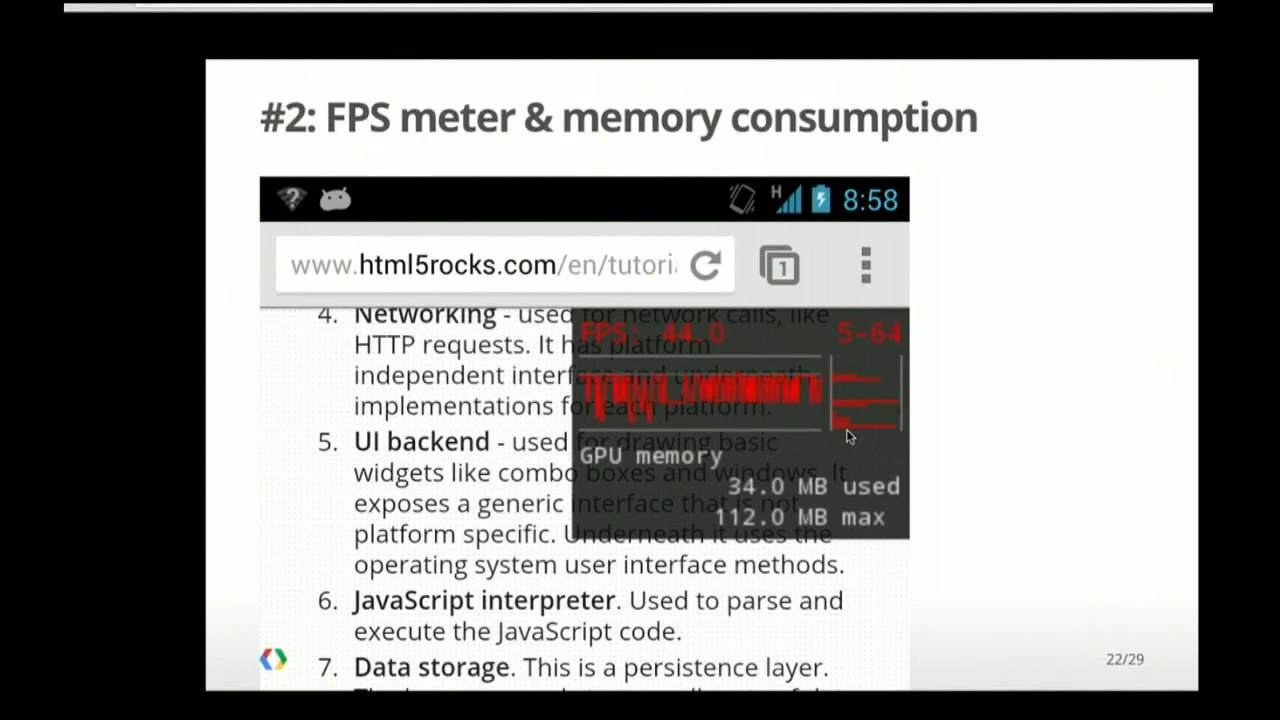 #2: FPS meter & memory consumption
H 8:58
www.html5rocks.com/en/tutori
1
4. Networking - used for network calls, like
HTTP requests. It has platform
independent interface and underneath
implementations for each platform.
5. UI backend - used for drawing basic
widgets like combo boxes and windows. It
exposes a generic interface that is not
platform specific. Underneath it uses the
operating system user interface methods.
6. JavaScript interpreter. Used to parse and
execute the JavaScript code.
7. Data storage. This is a persistence layer.
FPS: 44.0 5-64
GPU memory
34.0 MB used
112.0 MB max
22/29